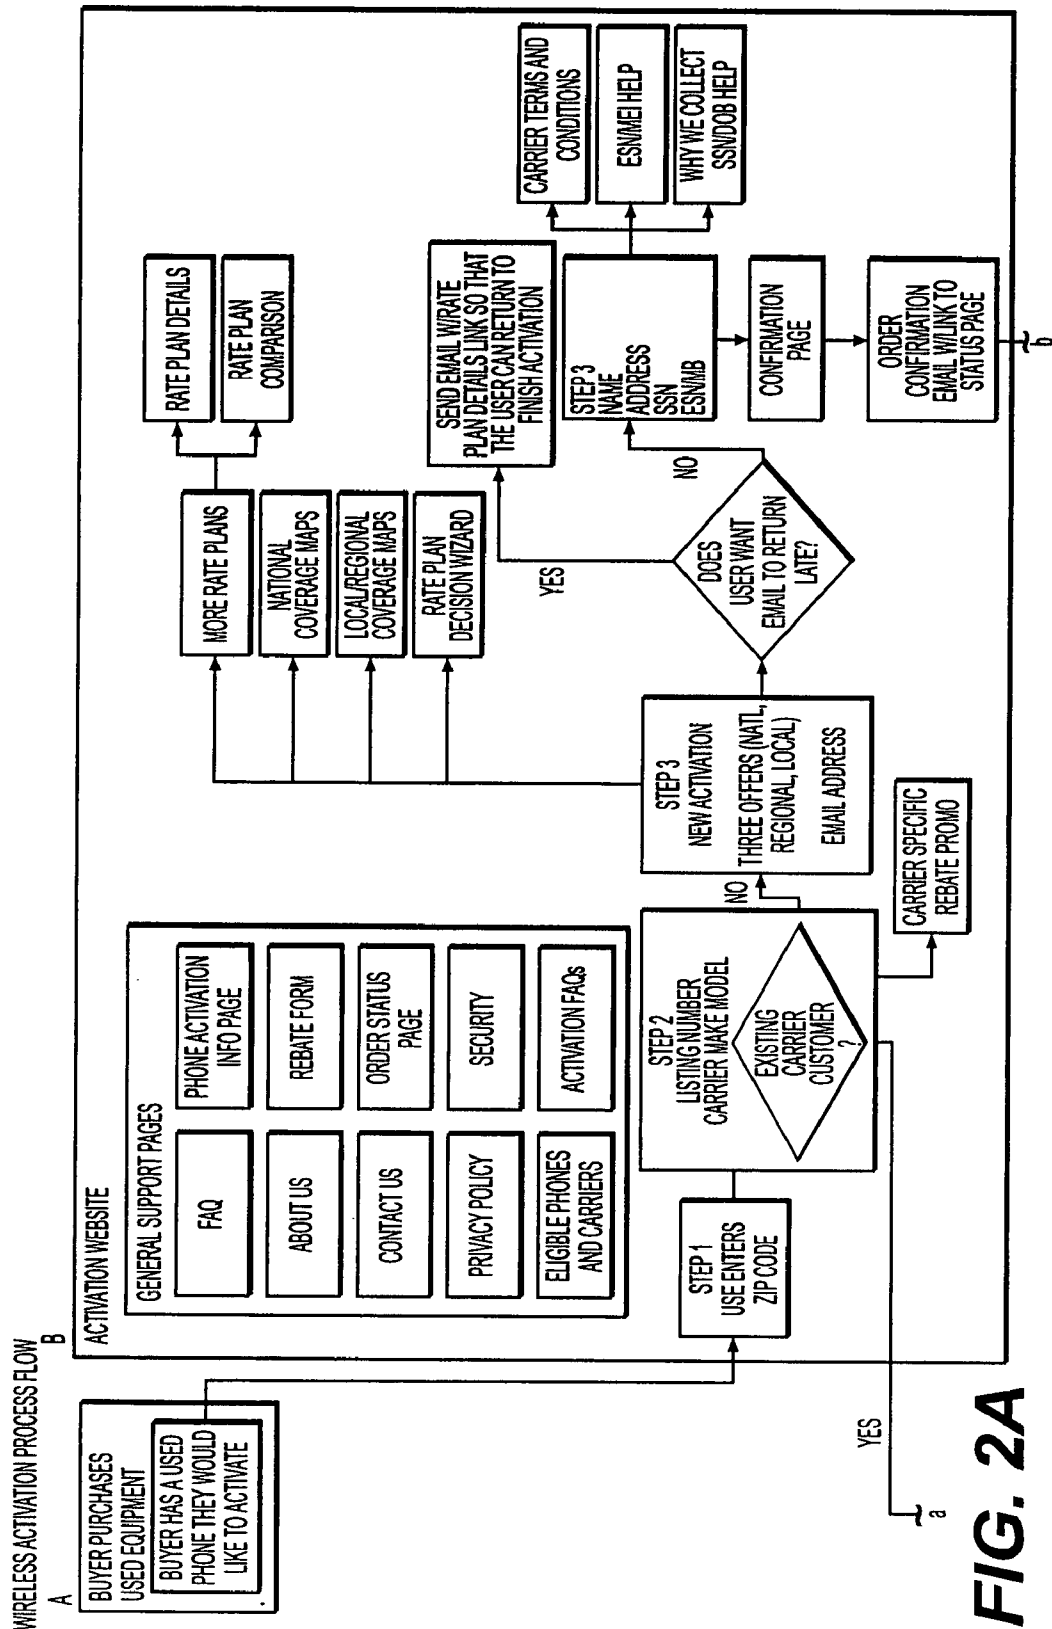 WIRELESS ACTIVATION PROCESS FLOW
A
B
BUYER PURCHASES
USED EQUIPMENT
BUYER HAS A USED
PHONE THEY WOULD
LIKE TO ACTIVATE
ACTIVATION WEBSITE
GENERAL SUPPORT PAGES
FAQ
PHONE ACTIVATION
INFO PAGE
ABOUT US
REBATE FORM
CONTACT US
ORDER STATUS
PAGE
PRIVACY POLICY
SECURITY
ELIGIBLE PHONES
AND CARRIERS
ACTIVATION FAQs
STEP 1
USE ENTERS
ZIP CODE
STEP 2
LISTING NUMBER
CARRIER MAKE MODEL
EXISTING
CARRIER
CUSTOMER
?
YES
a
NO
CARRIER SPECIFIC
REBATE PROMO
STEP 3
NEW ACTIVATION
THREE OFFERS (NATL,
REGIONAL, LOCAL)
EMAIL ADDRESS
MORE RATE PLANS
NATIONAL
COVERAGE MAPS
LOCAL/REGIONAL
COVERAGE MAPS
RATE PLAN
DECISION WIZARD
RATE PLAN DETAILS
RATE PLAN
COMPARISON
DOES
USER WANT
EMAIL TO RETURN
LATE?
YES
NO
SEND EMAIL W/RATE
PLAN DETAILS LINK SO THAT
THE USER CAN RETURN TO
FINISH ACTIVATION
STEP 3
NAME
ADDRESS
SSN
ESN/MB
CARRIER TERMS AND
CONDITIONS
ESN/MEI HELP
WHY WE COLLECT
SSN/DOB HELP
CONFIRMATION
PAGE
ORDER
CONFIRMATION
EMAIL W/LINK TO
STATUS PAGE
b
FIG. 2A